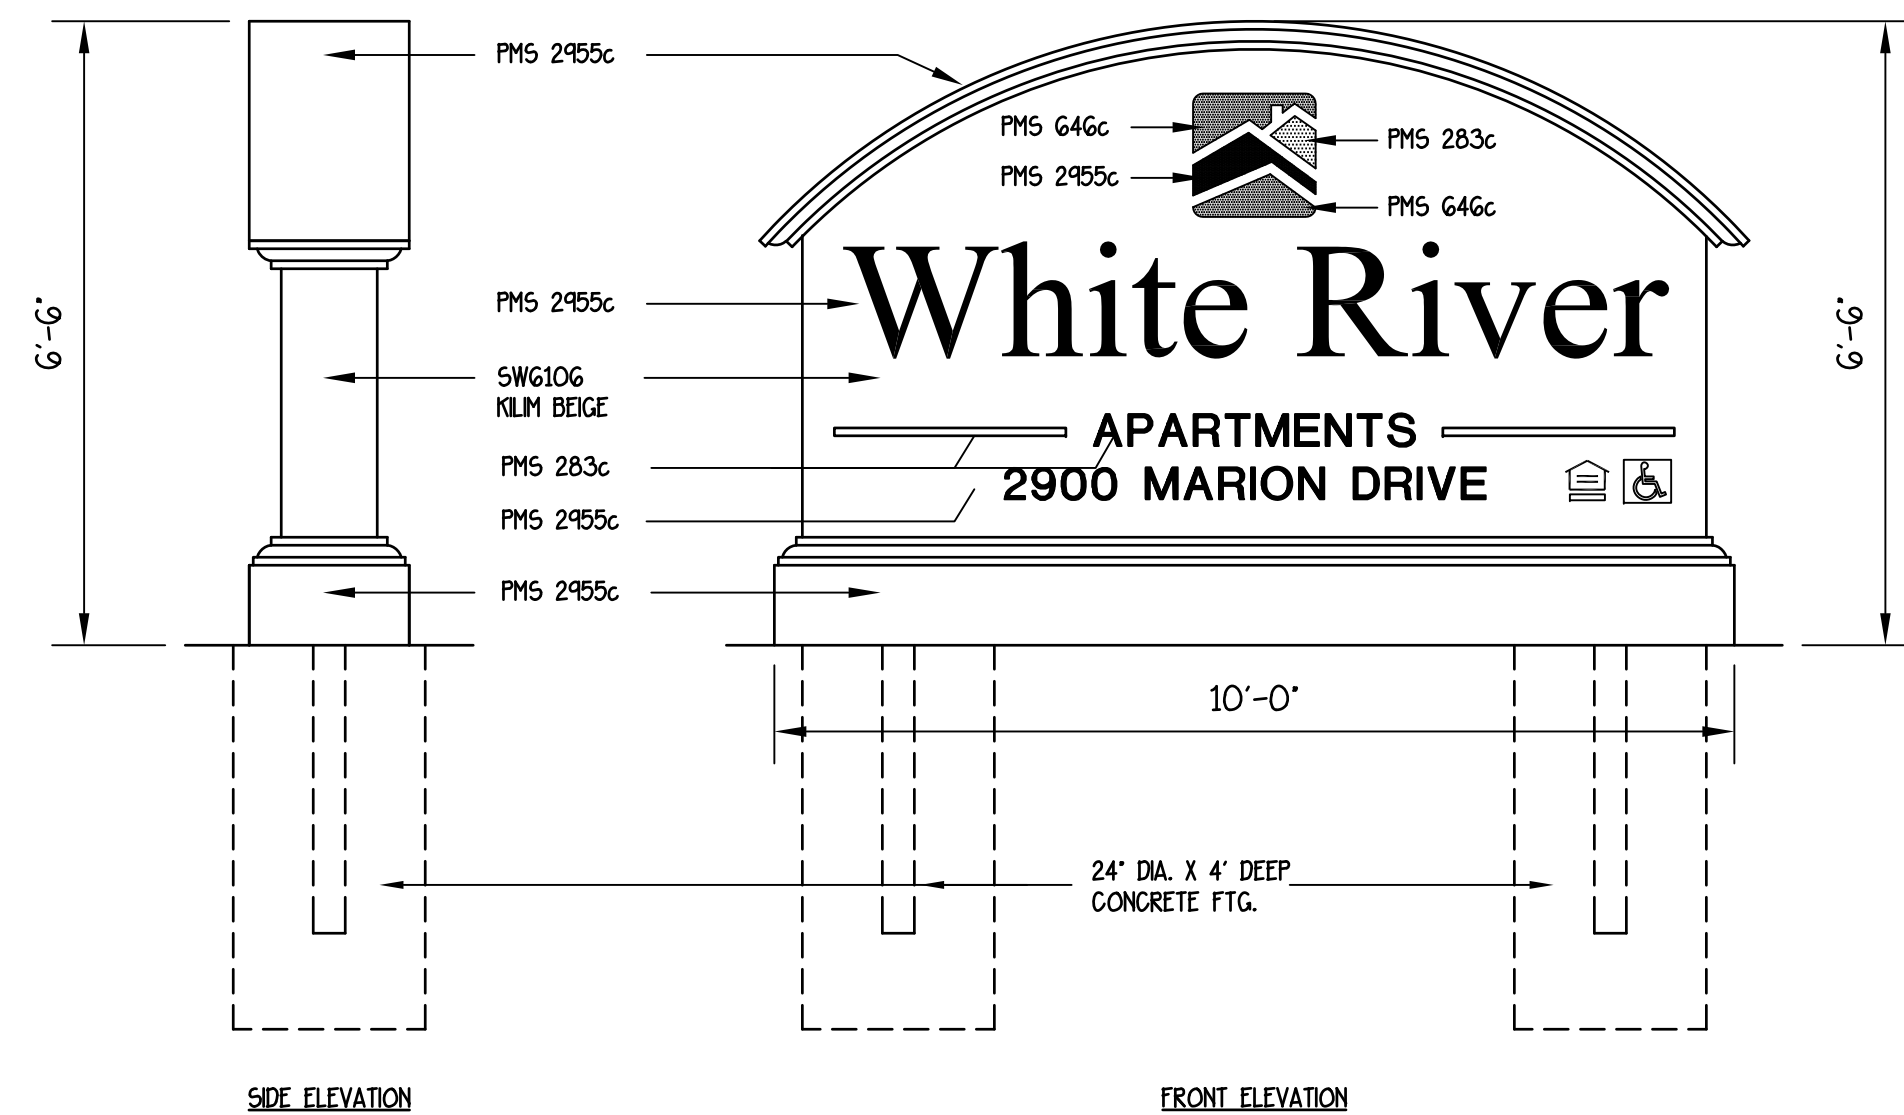 PMS 2955c
PMS 646c
PMS 283c
PMS 2955c
PMS 646c
White River
PMS 2955c
6'-6"
6'-6"
SW6106
KILIM BEIGE
APARTMENTS
PMS 283c
2900 MARION DRIVE
PMS 2955c
PMS 2955c
10'-0"
24" DIA. X 4' DEEP
CONCRETE FTG.
SIDE ELEVATION
FRONT ELEVATION